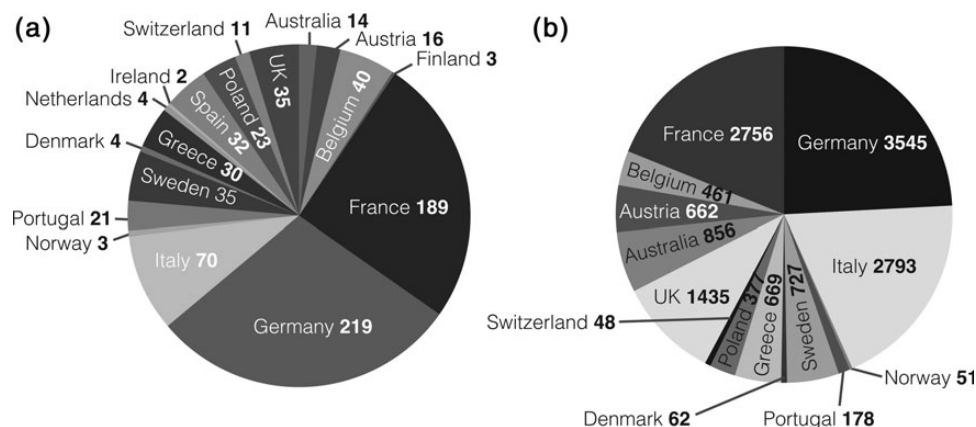 (a)
Switzerland 11
Australia 14
Austria 16
Finland 3
Ireland 2
Netherlands 4
Denmark 4
Portugal 21
Norway 3
UK 35
Poland 23
Spain 32
Greece 30
Sweden 35
Belgium 40
France 189
Italy 70
Germany 219
(b)
France 2756
Germany 3545
Belgium 461
Austria 662
Australia 856
Italy 2793
UK 1435
Switzerland 48
Poland 377
Greece 669
Sweden 727
Norway 51
Denmark 62
Portugal 178